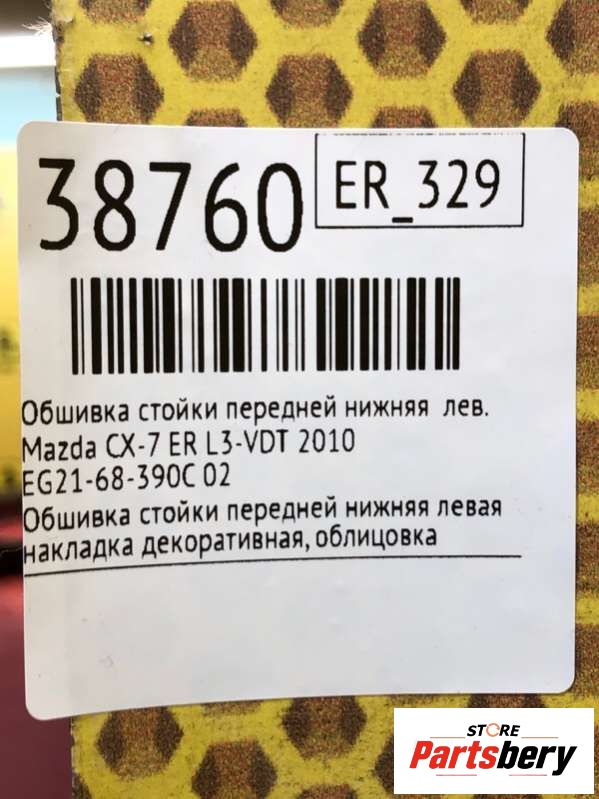 38760
ER_329
Обшивка стойки передней нижняя лев.
Mazda CX-7 ER L3-VDT 2010
EG21-68-390C 02
Обшивка стойки передней нижняя левая
накладка декоративная, облицовка
STORE
Partsbery